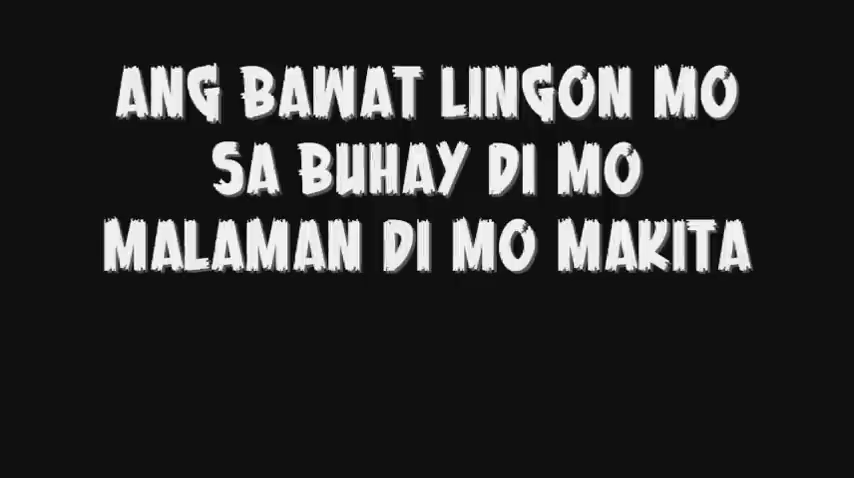 ANG BAWAT LINGON MO
SA BUHAY DI MO
MALAMAN DI MO MAKITA